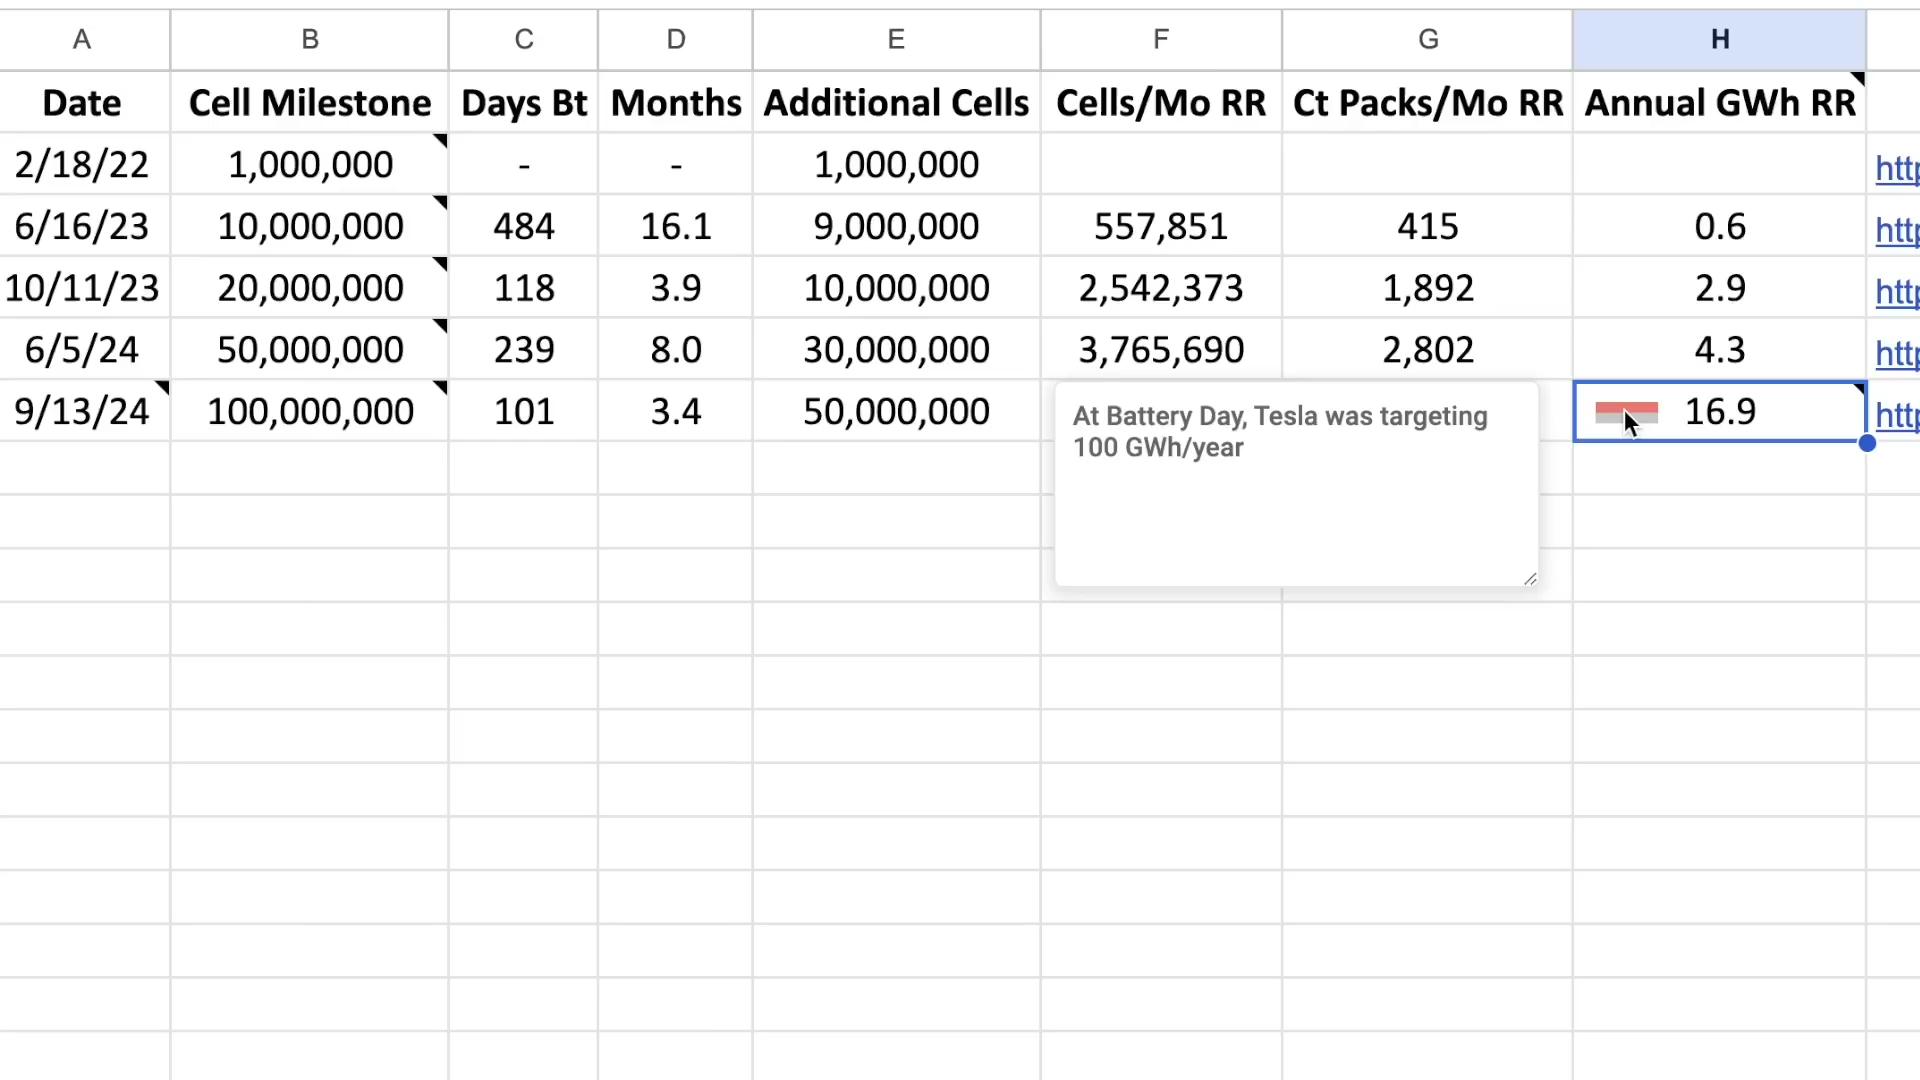 A B C D E F G H
Date Cell Milestone Days Bt Months Additional Cells Cells/Mo RR Ct Packs/Mo RR Annual GWh RR
2/18/22 1,000,000 - - 1,000,000 http
6/16/23 10,000,000 484 16.1 9,000,000 557,851 415 0.6 http
10/11/23 20,000,000 118 3.9 10,000,000 2,542,373 1,892 2.9 http
6/5/24 50,000,000 239 8.0 30,000,000 3,765,690 2,802 4.3 http
9/13/24 100,000,000 101 3.4 50,000,000 16.9 http
At Battery Day, Tesla was targeting
100 GWh/year